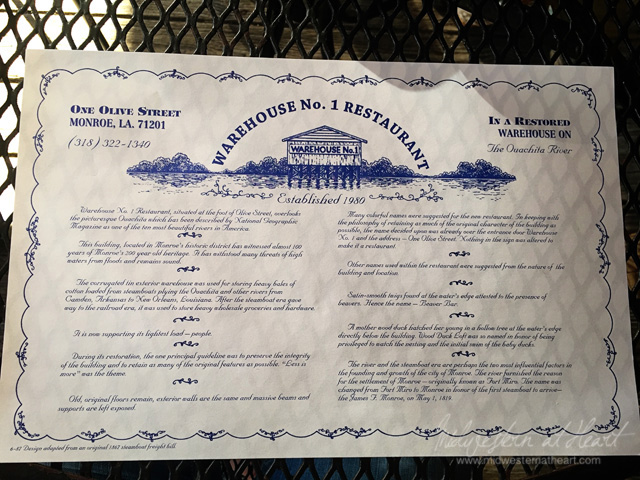 ONE OLIVE STREET
MONROE, LA. 71201
(318) 322-1340
WAREHOUSE No. 1 RESTAURANT
WAREHOUSE No. 1
IN A RESTORED
WAREHOUSE ON
The Ouachita River
Established 1980
Warehouse No. 1 Restaurant, situated at the foot of Olive Street, overlooks
the picturesque Ouachita which has been described by National Geographic
Magazine as one of the ten most beautiful rivers in America.
This building, located in Monroe's historic district has witnessed almost 100
years of Monroe's 200 year old heritage. It has withstood many threats of high
waters from floods and remains sound.
The corrugated tin exterior warehouse was used for storing heavy bales of
cotton loaded from steamboats plying the Ouachita and other rivers from
Camden, Arkansas to New Orleans, Louisiana. After the steamboat era gave
way to the railroad era, it was used to store heavy wholesale groceries and hardware.
It is now supporting its lightest load — people.
During its restoration, the one principal guideline was to preserve the integrity
of the building and to retain as many of the original features as possible. "Less is
more" was the theme.
Old, original floors remain, exterior walls are the same and massive beams and
supports are left exposed.
Many colorful names were suggested for the new restaurant. In keeping with
the philosophy of retaining as much of the original character of the building as
possible, the name decided upon was already over the entrance — Warehouse
No. 1 and the address — One Olive Street. Nothing in the sign was altered to
make it a restaurant.
Other names used within the restaurant were suggested from the nature of the
building and location.
Satin-smooth twigs found at the water's edge attested to the presence of
beavers. Hence the name — Beaver Bar.
A mother wood duck hatched her young in a hollow tree at the water's edge
directly below the building. Wood Duck Loft was so named in honor of being
privileged to watch the nesting and the initial swim of the baby ducks.
The river and the steamboat era are perhaps the two most influential factors in
the founding and growth of the city of Monroe. The river furnished the reason
for the settlement of Monroe — originally known as Fort Miro. The name was
changed from Fort Miro to Monroe in honor of the first steamboat to arrive —
the James F. Monroe, on May 1, 1819.
6-87 Design adapted from an original 1867 steamboat freight bill.
Midwestern at Heart
www.midwesternatheart.com